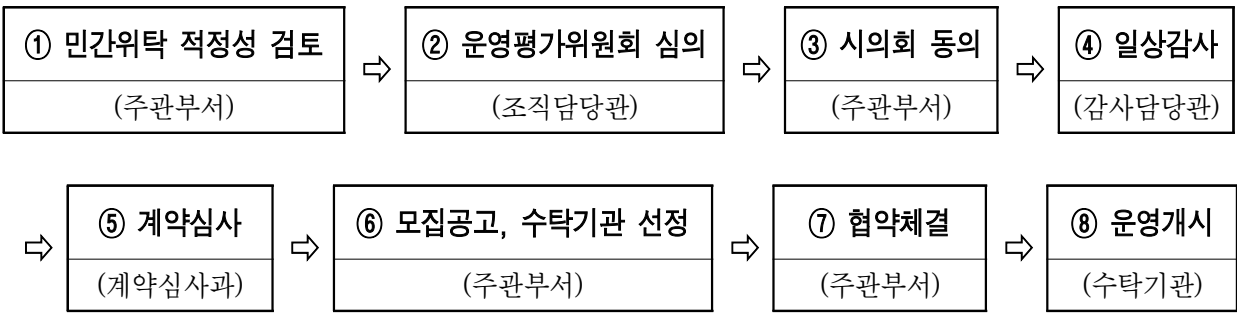 ① 민간위탁 적정성 검토 ⇨ ② 운영평가위원회 심의 ⇨ ③ 시의회 동의 ⇨ ④ 일상감사
(주관부서) (조직담당관) (주관부서) (감사담당관)
⇨ ⑤ 계약심사 ⇨ ⑥ 모집공고, 수탁기관 선정 ⇨ ⑦ 협약체결 ⇨ ⑧ 운영개시
(계약심사과) (주관부서) (주관부서) (수탁기관)